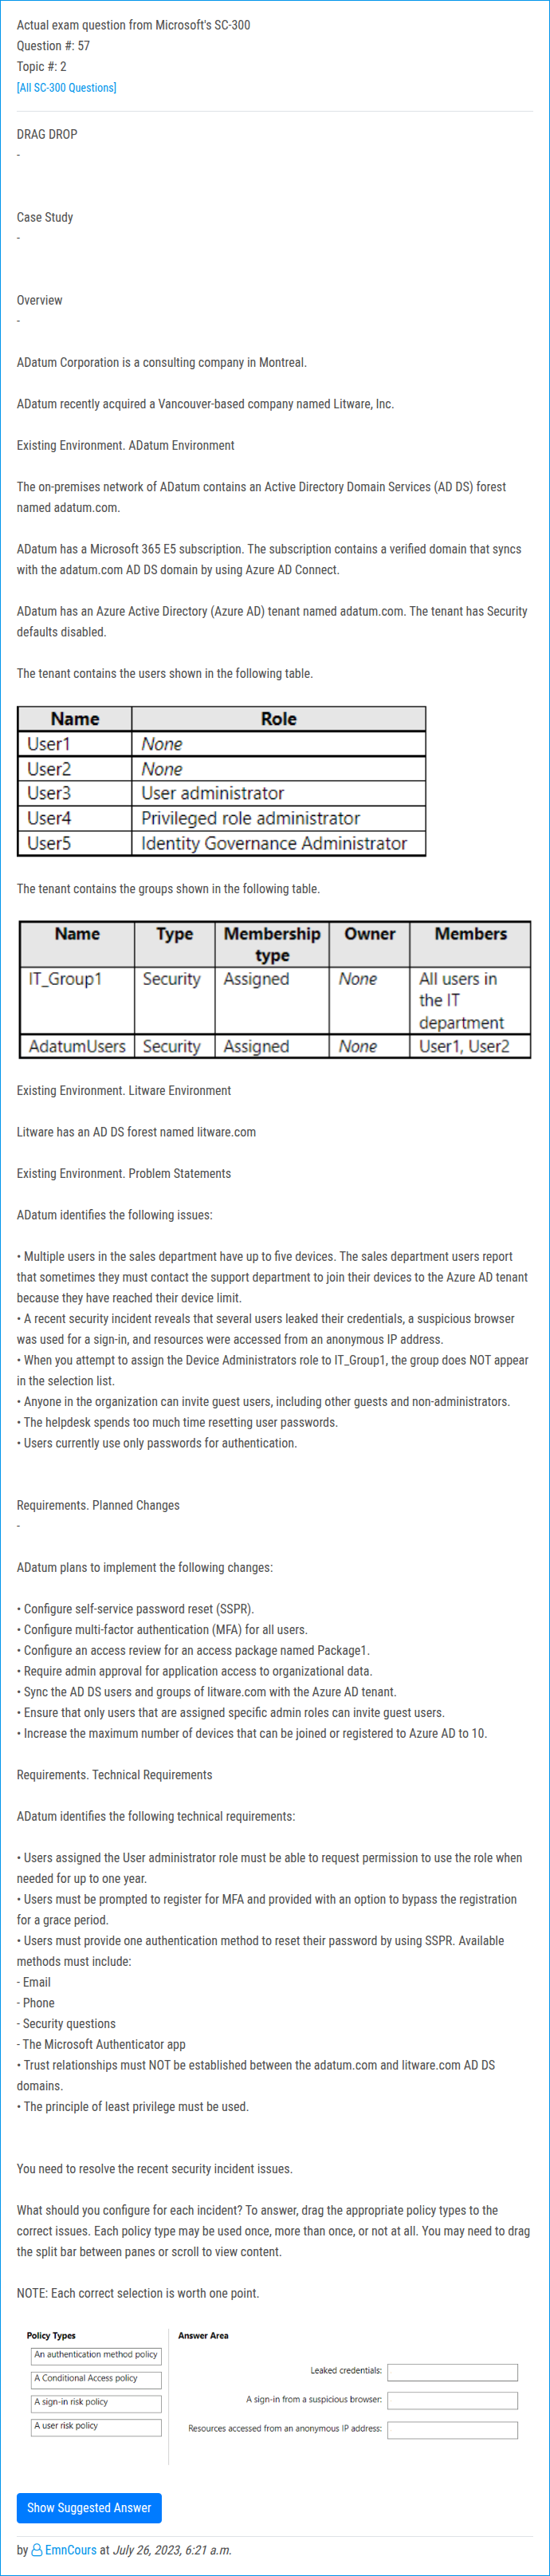 Actual exam question from Microsoft's SC-300
Question #: 57
Topic #: 2
[All SC-300 Questions]
DRAG DROP
-
Case Study
-
Overview
-
ADatum Corporation is a consulting company in Montreal.
ADatum recently acquired a Vancouver-based company named Litware, Inc.
Existing Environment. ADatum Environment
The on-premises network of ADatum contains an Active Directory Domain Services (AD DS) forest
named adatum.com.
ADatum has a Microsoft 365 E5 subscription. The subscription contains a verified domain that syncs
with the adatum.com AD DS domain by using Azure AD Connect.
ADatum has an Azure Active Directory (Azure AD) tenant named adatum.com. The tenant has Security
defaults disabled.
The tenant contains the users shown in the following table.
Name Role
User1 None
User2 None
User3 User administrator
User4 Privileged role administrator
User5 Identity Governance Administrator
The tenant contains the groups shown in the following table.
Name Type Membership Owner Members
type
IT_Group1 Security Assigned None All users in
the IT
department
AdatumUsers Security Assigned None User1, User2
Existing Environment. Litware Environment
Litware has an AD DS forest named litware.com
Existing Environment. Problem Statements
ADatum identifies the following issues:
• Multiple users in the sales department have up to five devices. The sales department users report
that sometimes they must contact the support department to join their devices to the Azure AD tenant
because they have reached their device limit.
• A recent security incident reveals that several users leaked their credentials, a suspicious browser
was used for a sign-in, and resources were accessed from an anonymous IP address.
• When you attempt to assign the Device Administrators role to IT_Group1, the group does NOT appear
in the selection list.
• Anyone in the organization can invite guest users, including other guests and non-administrators.
• The helpdesk spends too much time resetting user passwords.
• Users currently use only passwords for authentication.
Requirements. Planned Changes
-
ADatum plans to implement the following changes:
• Configure self-service password reset (SSPR).
• Configure multi-factor authentication (MFA) for all users.
• Configure an access review for an access package named Package1.
• Require admin approval for application access to organizational data.
• Sync the AD DS users and groups of litware.com with the Azure AD tenant.
• Ensure that only users that are assigned specific admin roles can invite guest users.
• Increase the maximum number of devices that can be joined or registered to Azure AD to 10.
Requirements. Technical Requirements
ADatum identifies the following technical requirements:
• Users assigned the User administrator role must be able to request permission to use the role when
needed for up to one year.
• Users must be prompted to register for MFA and provided with an option to bypass the registration
for a grace period.
• Users must provide one authentication method to reset their password by using SSPR. Available
methods must include:
- Email
- Phone
- Security questions
- The Microsoft Authenticator app
• Trust relationships must NOT be established between the adatum.com and litware.com AD DS
domains.
• The principle of least privilege must be used.
You need to resolve the recent security incident issues.
What should you configure for each incident? To answer, drag the appropriate policy types to the
correct issues. Each policy type may be used once, more than once, or not at all. You may need to drag
the split bar between panes or scroll to view content.
NOTE: Each correct selection is worth one point.
Policy Types Answer Area
An authentication method policy
A Conditional Access policy
A sign-in risk policy
A user risk policy
Leaked credentials:
A sign-in from a suspicious browser:
Resources accessed from an anonymous IP address:
Show Suggested Answer
by EmnCours at July 26, 2023, 6:21 a.m.